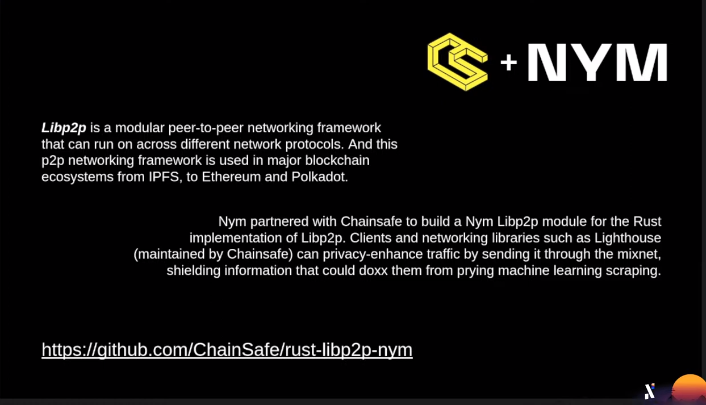 + NYM
Libp2p is a modular peer-to-peer networking framework
that can run on across different network protocols. And this
p2p networking framework is used in major blockchain
ecosystems from IPFS, to Ethereum and Polkadot.
Nym partnered with Chainsafe to build a Nym Libp2p module for the Rust
implementation of Libp2p. Clients and networking libraries such as Lighthouse
(maintained by Chainsafe) can privacy-enhance traffic by sending it through the mixnet,
shielding information that could doxx them from prying machine learning scraping.
https://github.com/ChainSafe/rust-libp2p-nym